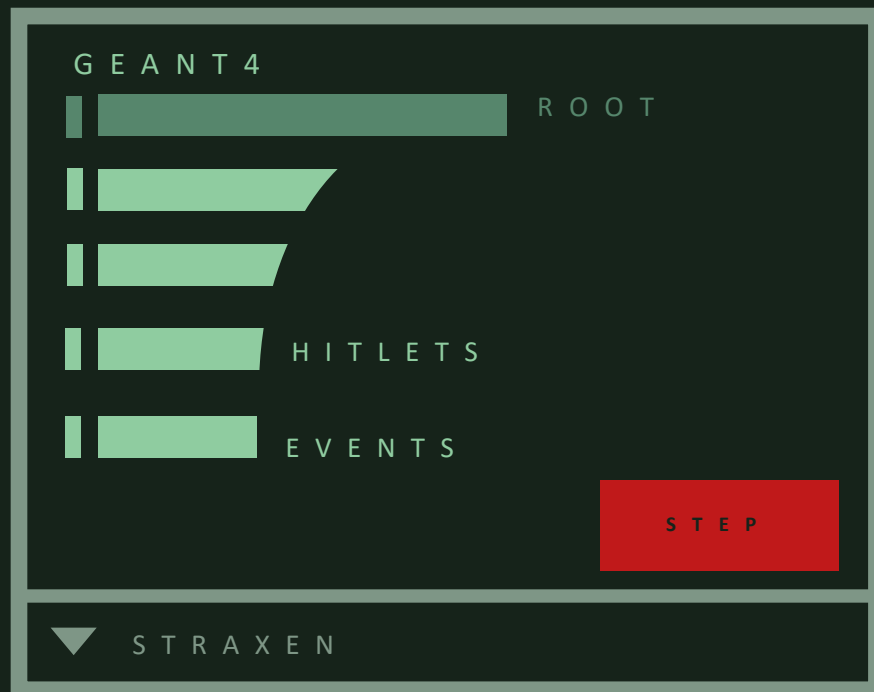 GEANT4
ROOT
HITLETS
EVENTS
STEP
STRAXEN